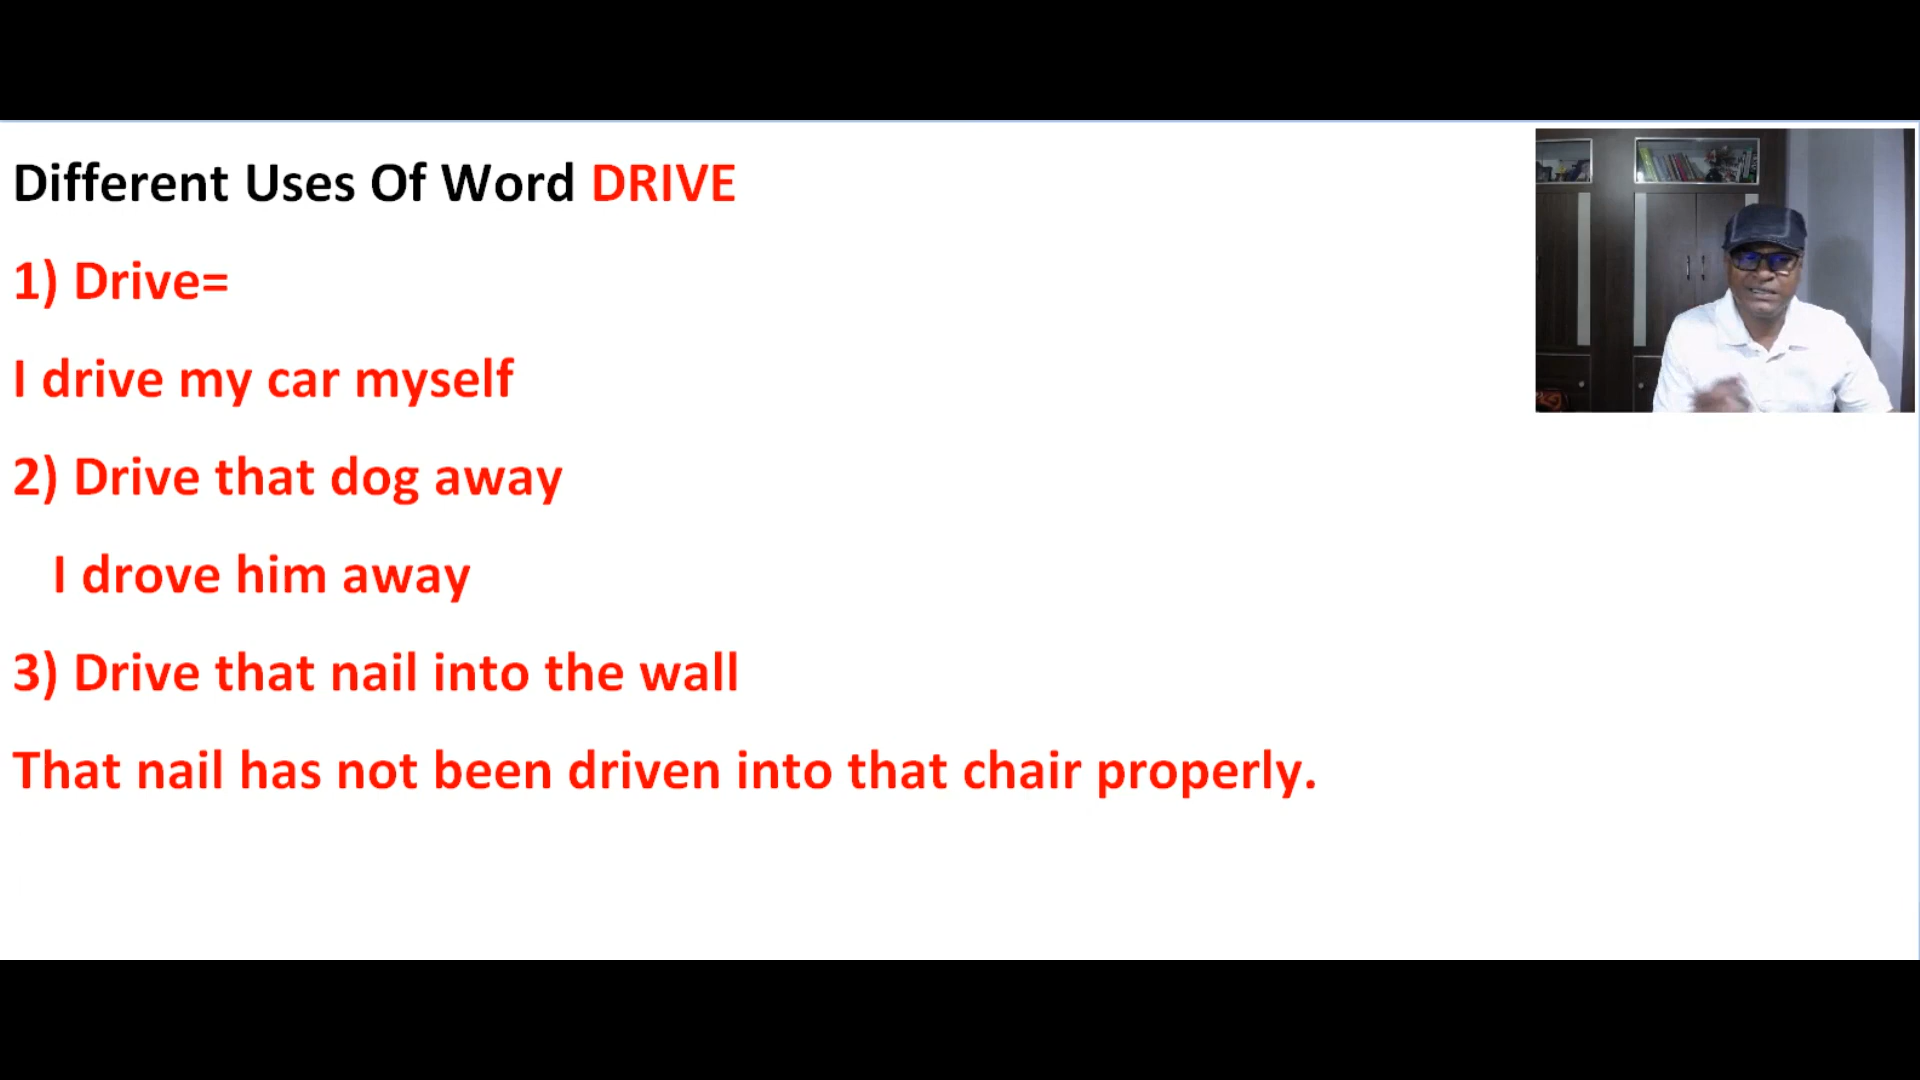 Different Uses Of Word DRIVE
1) Drive=
I drive my car myself
2) Drive that dog away
I drove him away
3) Drive that nail into the wall
That nail has not been driven into that chair properly.